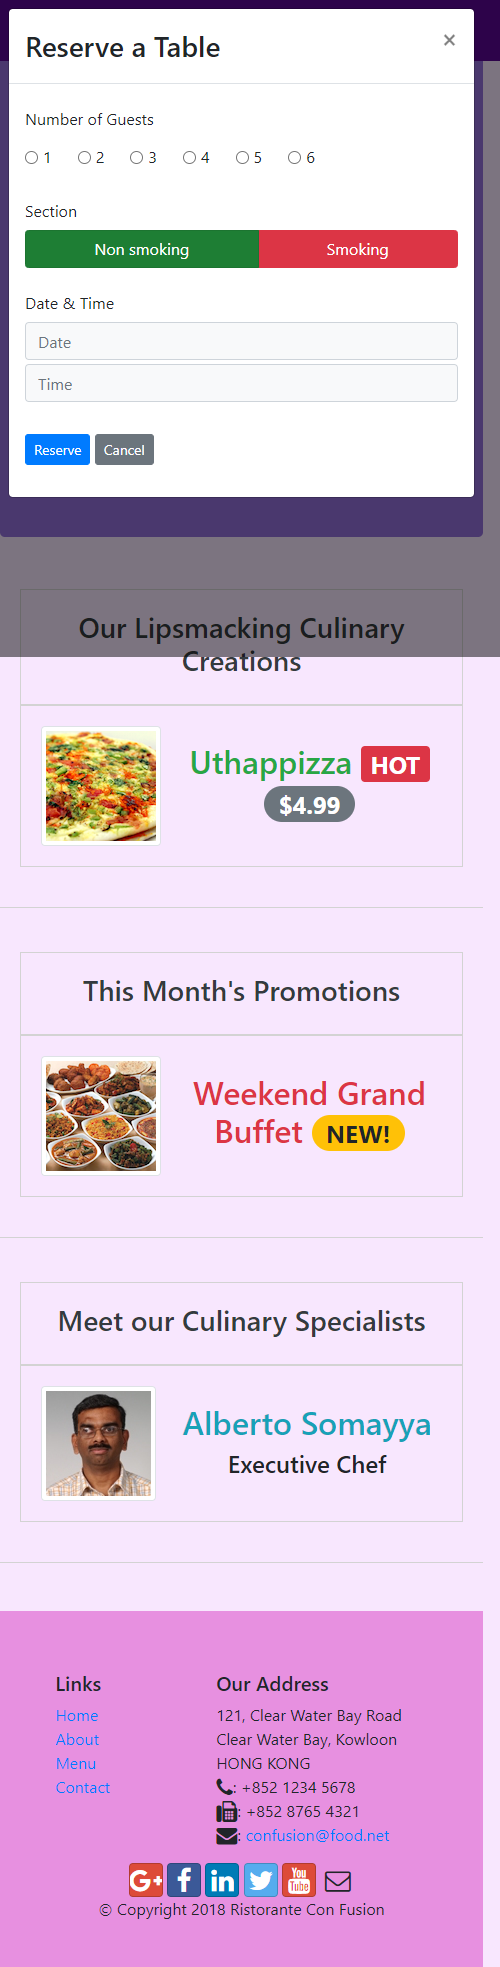 Reserve a Table ×
Number of Guests
1 2 3 4 5 6
Section
Non smoking Smoking
Date & Time
Date
Time
Reserve Cancel
Our Lipsmacking Culinary
Creations
Uthappizza HOT
$4.99
This Month's Promotions
Weekend Grand
Buffet NEW!
Meet our Culinary Specialists
Alberto Somayya
Executive Chef
Links
Home
About
Menu
Contact
Our Address
121, Clear Water Bay Road
Clear Water Bay, Kowloon
HONG KONG
: +852 1234 5678
: +852 8765 4321
: confusion@food.net
G+ f in You Tube
© Copyright 2018 Ristorante Con Fusion